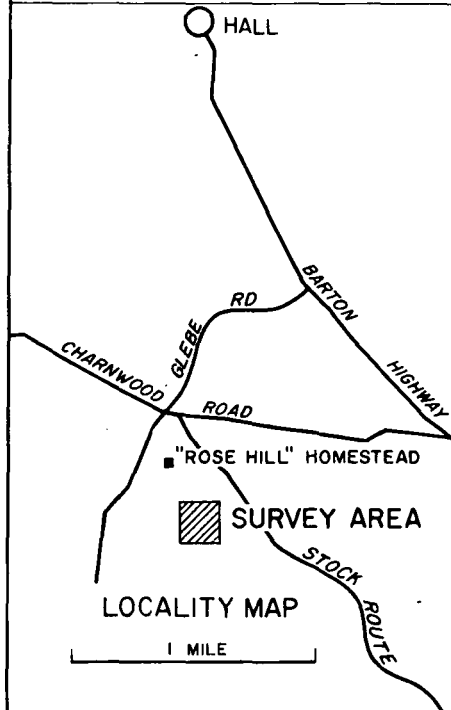 HALL
BARTON
HIGHWAY
GLEBE
RD
CHARNWOOD
ROAD
"ROSE HILL" HOMESTEAD
SURVEY AREA
STOCK
ROUTE
LOCALITY MAP
1 MILE